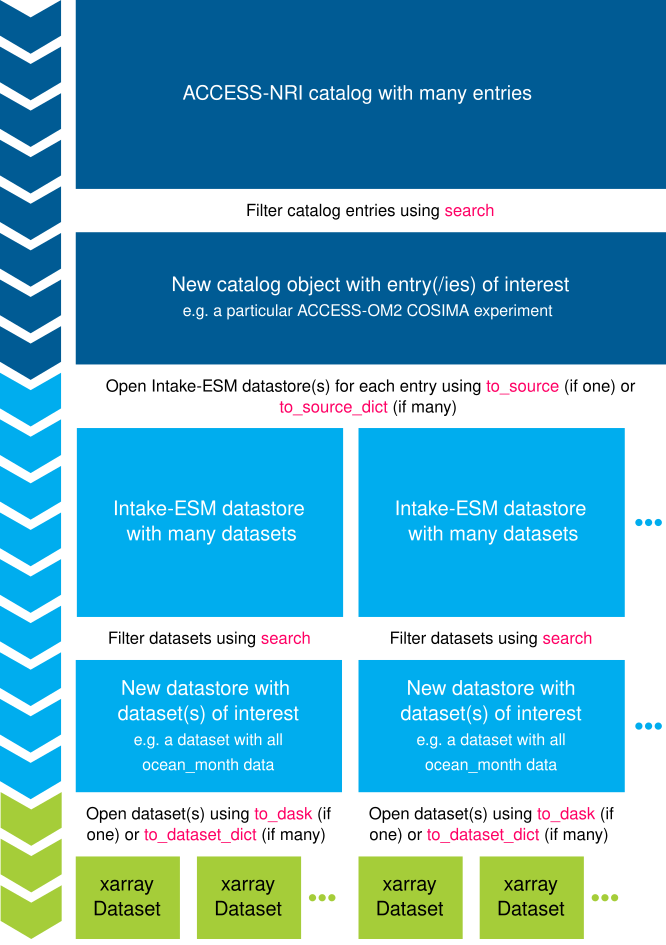 ACCESS-NRI catalog with many entries
Filter catalog entries using search
New catalog object with entry(/ies) of interest
e.g. a particular ACCESS-OM2 COSIMA experiment
Open Intake-ESM datastore(s) for each entry using to_source (if one) or
to_source_dict (if many)
Intake-ESM datastore
with many datasets
Intake-ESM datastore
with many datasets
Filter datasets using search
Filter datasets using search
New datastore with
dataset(s) of interest
e.g. a dataset with all
ocean_month data
New datastore with
dataset(s) of interest
e.g. a dataset with all
ocean_month data
Open dataset(s) using to_dask (if
one) or to_dataset_dict (if many)
Open dataset(s) using to_dask (if
one) or to_dataset_dict (if many)
xarray
Dataset
xarray
Dataset
xarray
Dataset
xarray
Dataset